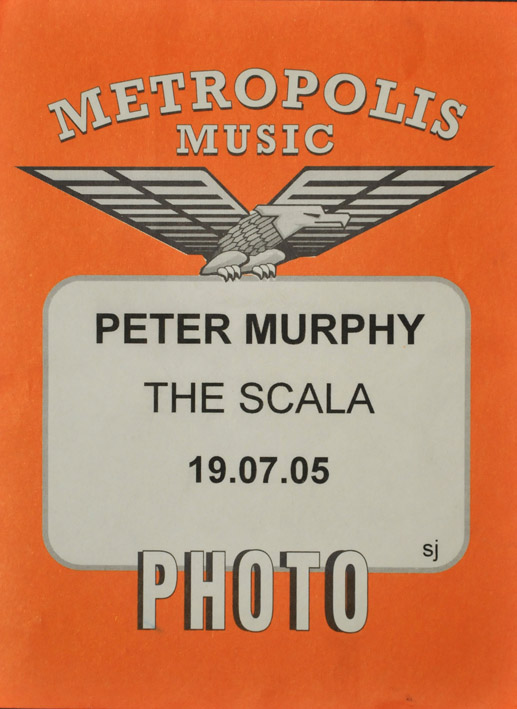 METROPOLIS
MUSIC
PETER MURPHY
THE SCALA
19.07.05
sj
PHOTO